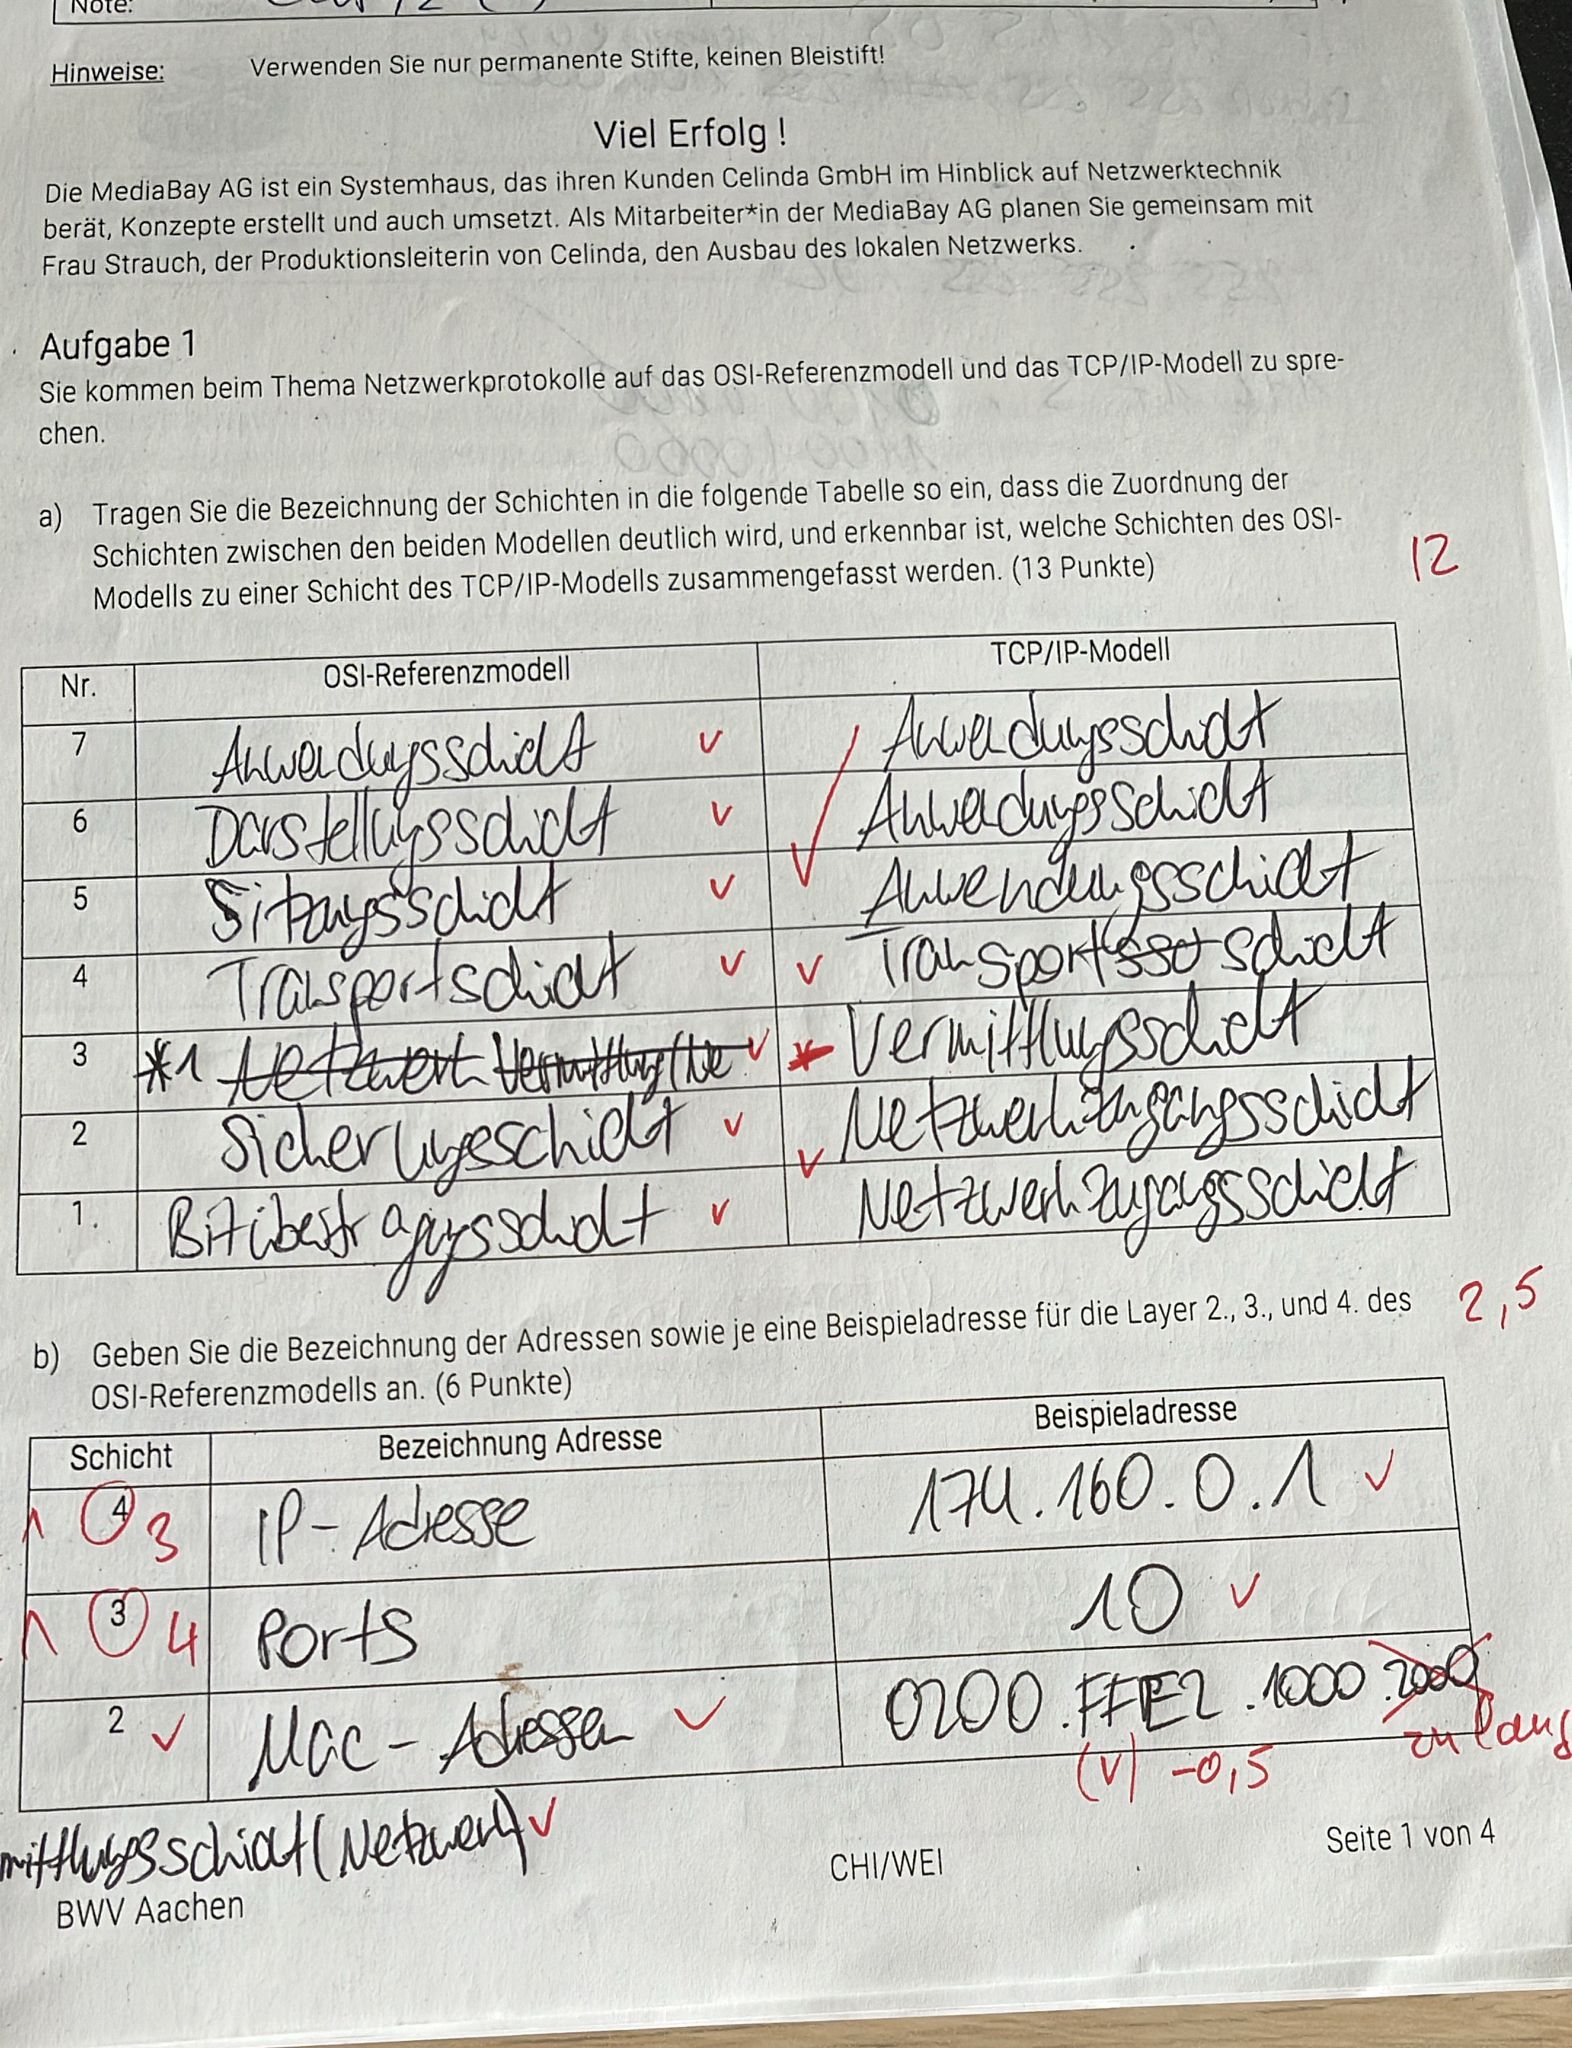 Note:
Hinweise: Verwenden Sie nur permanente Stifte, keinen Bleistift!
Viel Erfolg !
Die MediaBay AG ist ein Systemhaus, das ihren Kunden Celinda GmbH im Hinblick auf Netzwerktechnik
berät, Konzepte erstellt und auch umsetzt. Als Mitarbeiter*in der MediaBay AG planen Sie gemeinsam mit
Frau Strauch, der Produktionsleiterin von Celinda, den Ausbau des lokalen Netzwerks.
Aufgabe 1
Sie kommen beim Thema Netzwerkprotokolle auf das OSI-Referenzmodell und das TCP/IP-Modell zu spre-
chen.
a) Tragen Sie die Bezeichnung der Schichten in die folgende Tabelle so ein, dass die Zuordnung der
Schichten zwischen den beiden Modellen deutlich wird, und erkennbar ist, welche Schichten des OSI-
Modells zu einer Schicht des TCP/IP-Modells zusammengefasst werden. (13 Punkte) 12
Nr. OSI-Referenzmodell TCP/IP-Modell
7 Anwendungsschicht Anwendungsschicht
6 Darstellungsschicht Anwendungsschicht
5 Sitzungsschicht Anwendungsschicht
4 Transportschicht Transportschicht
3 *1 Netzwerk Vermittlung/Ne Vermittlungsschicht
2 Sicherungsschicht Netzwerkzugangsschicht
1. Bitübertragungsschicht Netzwerkzugangsschicht
b) Geben Sie die Bezeichnung der Adressen sowie je eine Beispieladresse für die Layer 2., 3., und 4. des 2,5
OSI-Referenzmodells an. (6 Punkte)
Schicht Bezeichnung Adresse Beispieladresse
4 3 IP-Adresse 174.160.0.1
3 4 Ports 10
2 Mac-Adressen 0200.FFE2.1000.2000
zu lang
(v) -0,5
mittlungsschicht (Netzwerk)
BWV Aachen CHI/WEI Seite 1 von 4